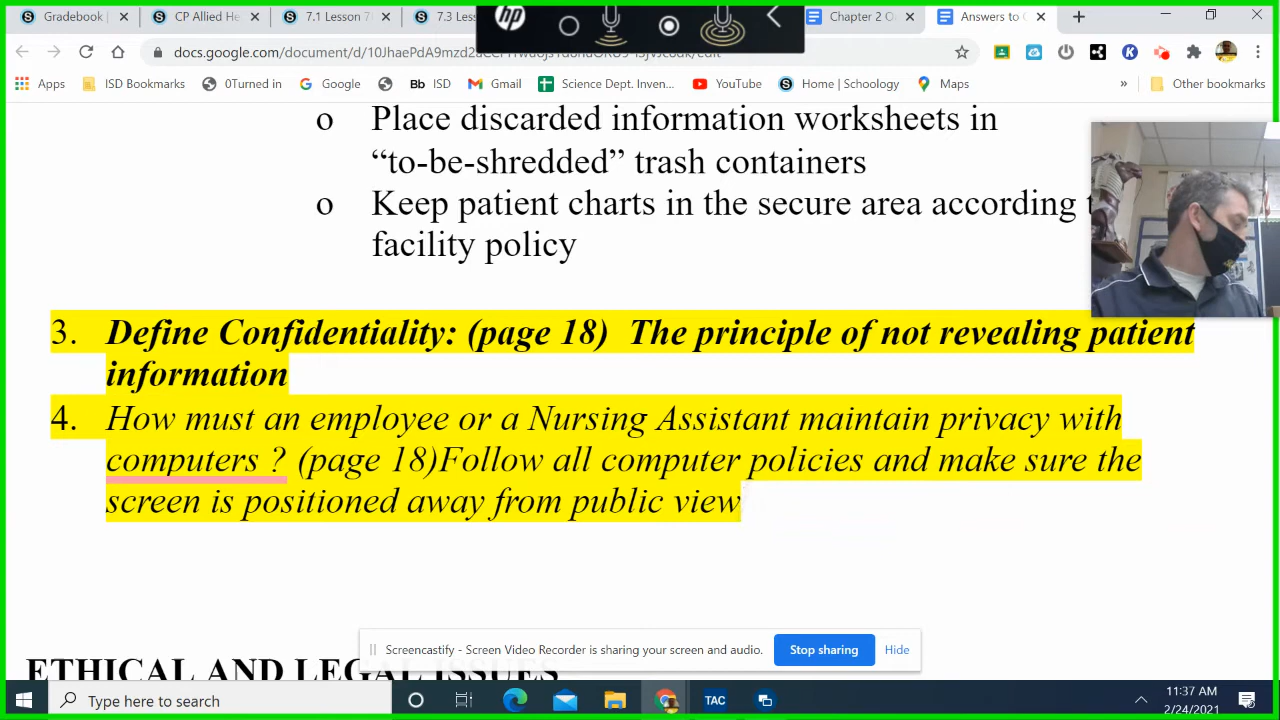 Gradebook
CP Allied He
7.1 Lesson 7
7.3 Less
hp
Chapter 2 O
Answers to C
docs.google.com/document/d/10JhaePdA9mzd2
Apps
ISD Bookmarks
0Turned in
Google
Bb ISD
Gmail
Science Dept. Inven...
YouTube
Home | Schoology
Maps
»
Other bookmarks
o Place discarded information worksheets in
“to-be-shredded” trash containers
o Keep patient charts in the secure area according
facility policy
3. Define Confidentiality: (page 18) The principle of not revealing patient
information
4. How must an employee or a Nursing Assistant maintain privacy with
computers ? (page 18)Follow all computer policies and make sure the
screen is positioned away from public view
Screencastify - Screen Video Recorder is sharing your screen and audio.
Stop sharing
Hide
ETHICAL AND LEGAL ISSUES
Type here to search
TAC
11:37 AM
2/24/2021